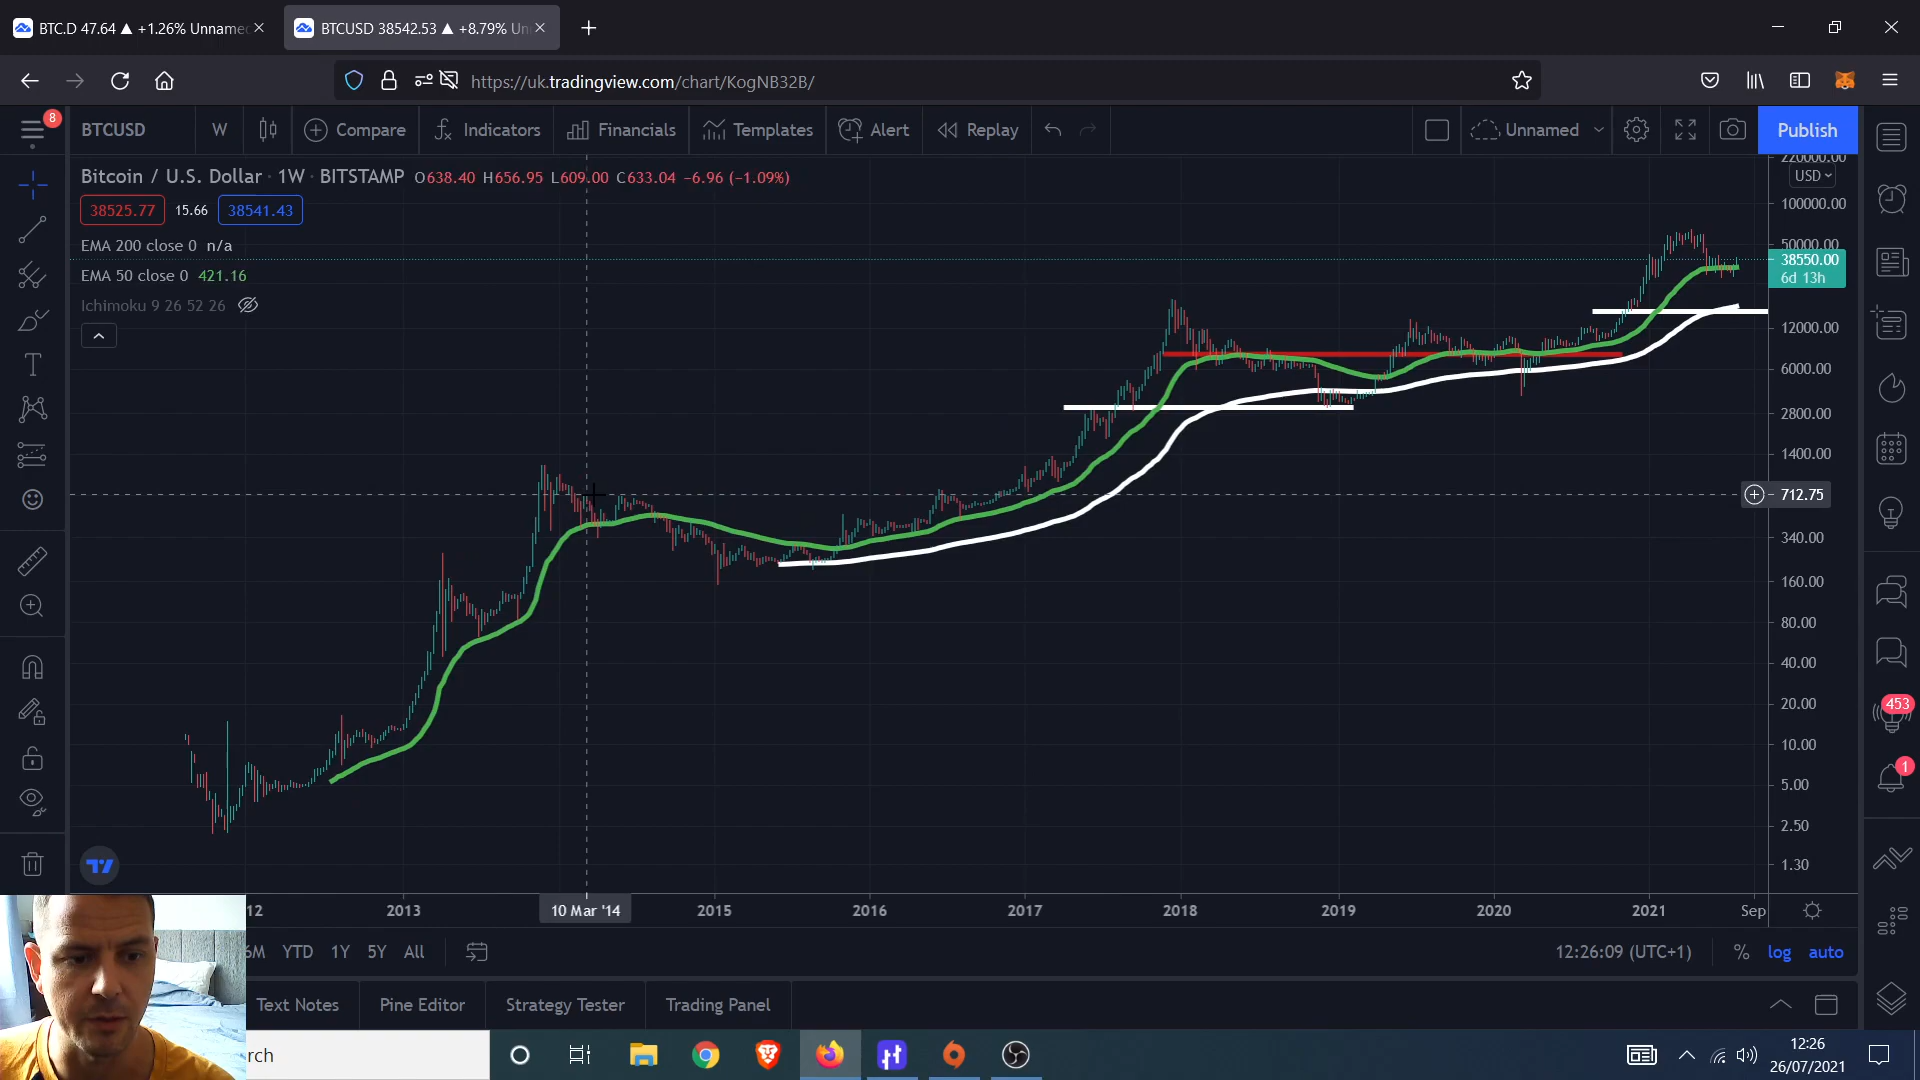 BTC.D 47.64 ▲ +1.26% Unname
BTCUSD 38542.53 ▲ +8.79% Un
https://uk.tradingview.com/chart/KogNB32B/
8
BTCUSD
W
Compare
Indicators
Financials
Templates
Alert
Replay
Unnamed
Publish
Bitcoin / U.S. Dollar · 1W · BITSTAMP O638.40 H656.95 L609.00 C633.04 −6.96 (−1.09%)
38525.77 15.66 38541.43
EMA 200 close 0 n/a
EMA 50 close 0 421.16
Ichimoku 9 26 52 26
220000.00
USD
100000.00
50000.00
38550.00
6d 13h
12000.00
6000.00
2800.00
1400.00
712.75
340.00
160.00
80.00
40.00
20.00
10.00
5.00
2.50
1.30
453
1
12 2013 10 Mar '14 2015 2016 2017 2018 2019 2020 2021 Sep
6M YTD 1Y 5Y All
12:26:09 (UTC+1) % log auto
Text Notes Pine Editor Strategy Tester Trading Panel
rch
12:26
26/07/2021